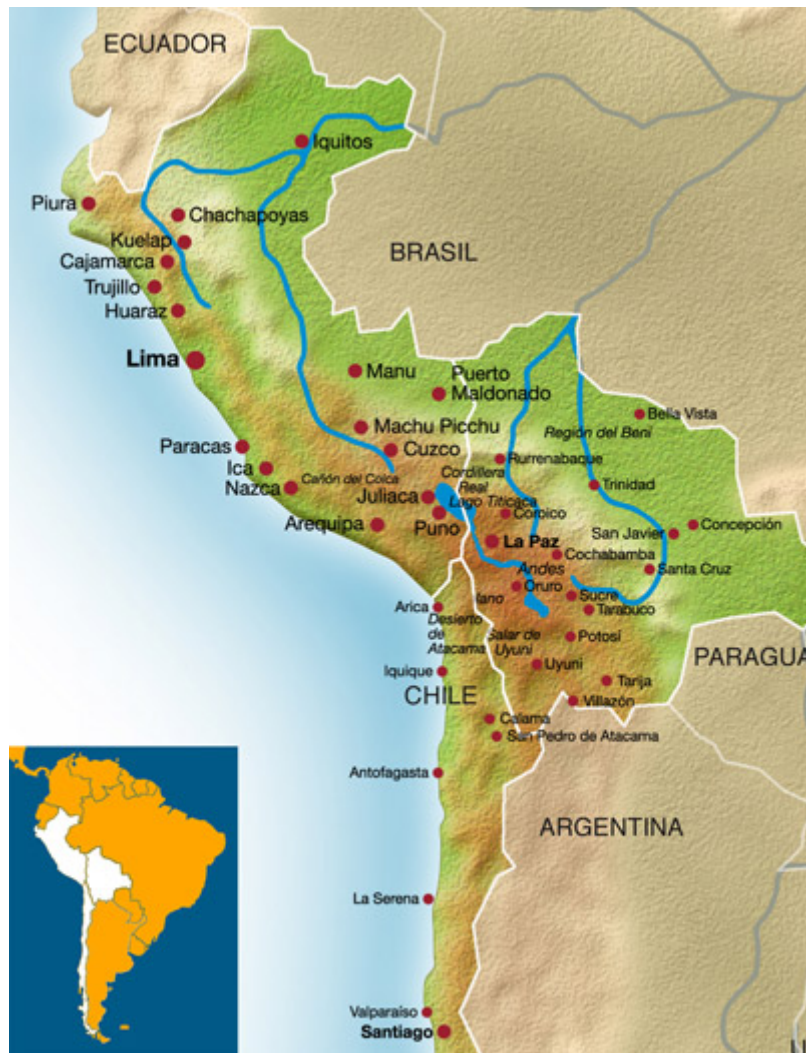 ECUADOR
Iquitos
Piura
Chachapoyas
Kuelap
BRASIL
Cajamarca
Trujillo
Huaraz
Lima
Manu
Puerto
Maldonado
Bella Vista
Machu Picchu
Región del Beni
Paracas
Cuzco
Rurrenabaque
Ica
Cordillera
Real
Cañón del Colca
Trinidad
Nazca
Juliaca
Lago Titicaca
Coroico
Puno
Arequipa
Concepción
San Javier
La Paz
Cochabamba
Andes
Santa Cruz
Oruro
lano
Sucre
Arica
Tarabuco
Desierto
de
Atacama
Salar de
Uyuni
Potosí
PARAGUA
Uyuni
Iquique
Tarija
CHILE
Villazón
Calama
San Pedro de Atacama
Antofagasta
ARGENTINA
La Serena
Valparaíso
Santiago